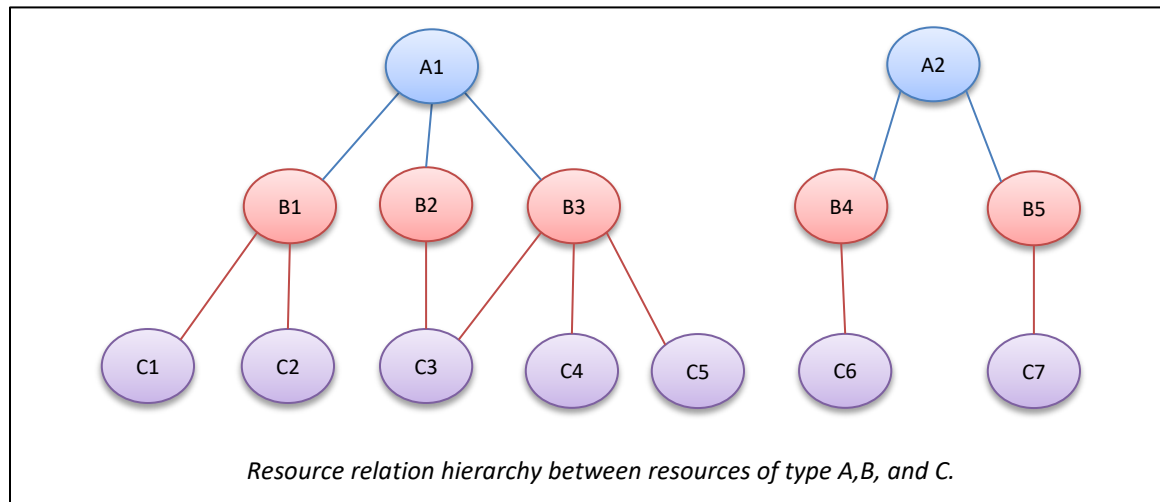 A1
A2
B1
B2
B3
B4
B5
C1
C2
C3
C4
C5
C6
C7
Resource relation hierarchy between resources of type A,B, and C.